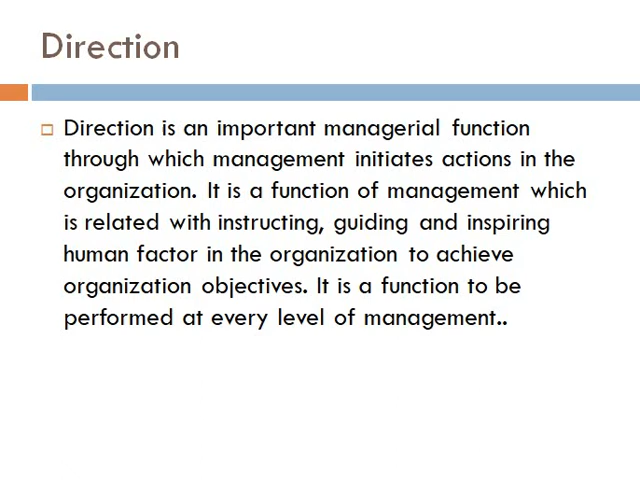 Direction
Direction is an important managerial function
through which management initiates actions in the
organization. It is a function of management which
is related with instructing, guiding and inspiring
human factor in the organization to achieve
organization objectives. It is a function to be
performed at every level of management..